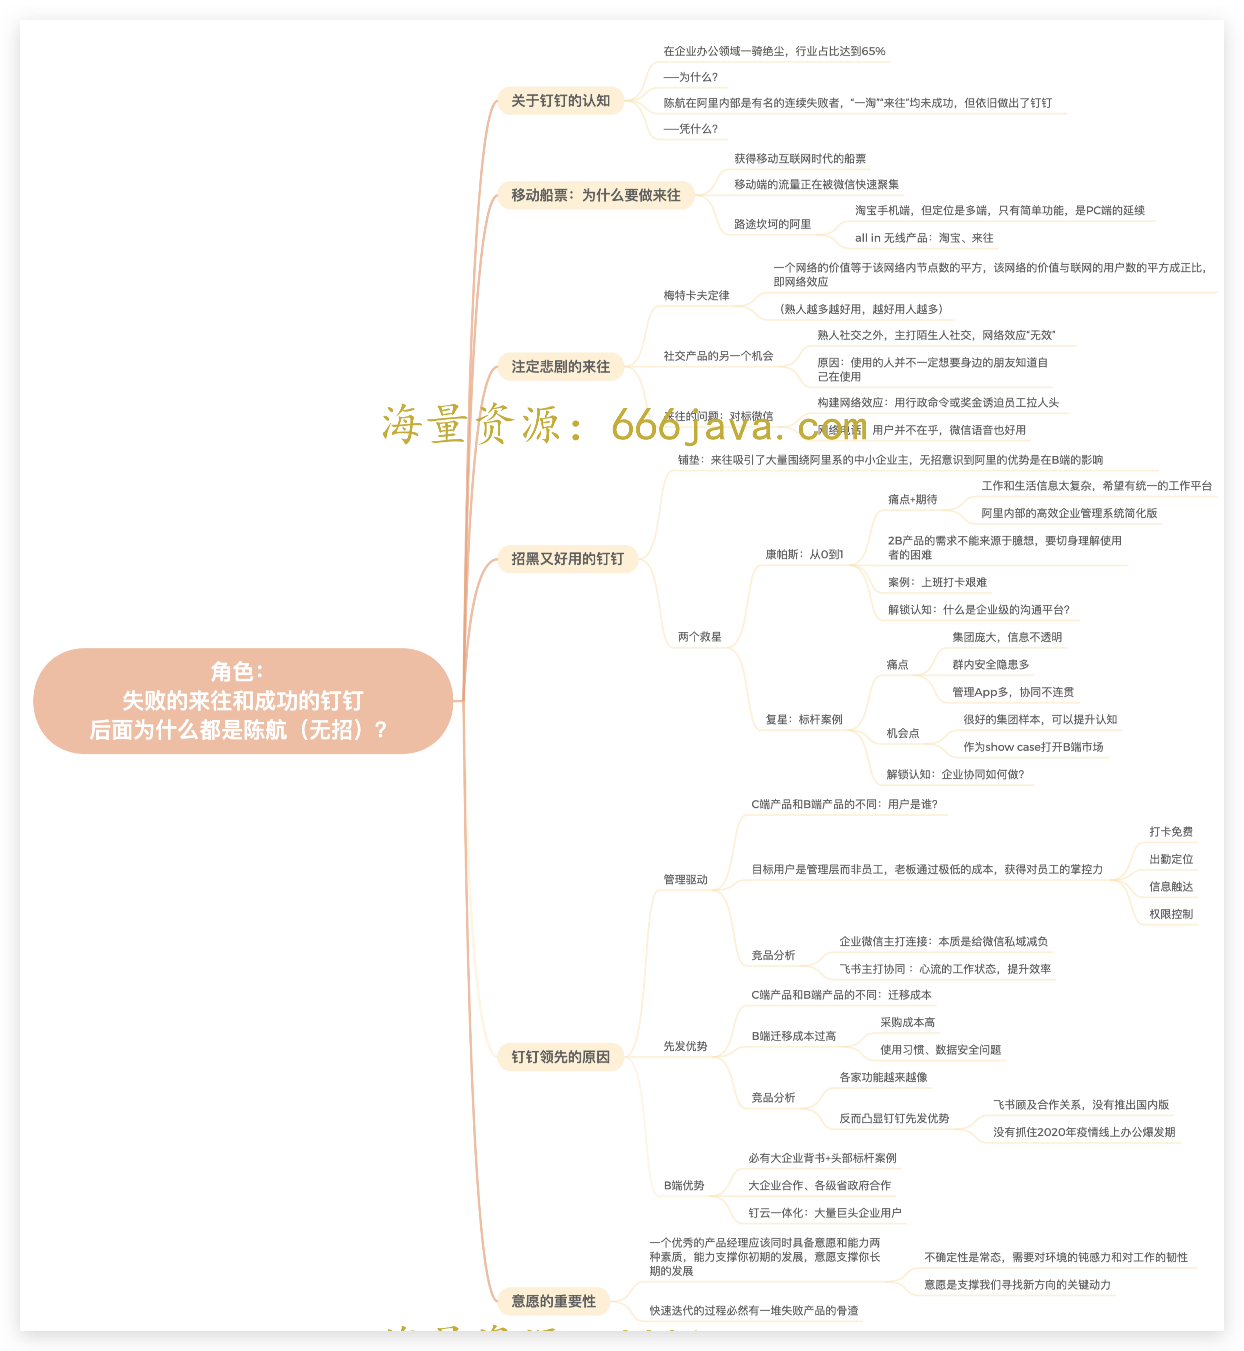 角色：
失败的来往和成功的钉钉
后面为什么都是陈航（无招）？
关于钉钉的认知
在企业办公领域一骑绝尘，行业占比达到65%
——为什么？
陈航在阿里内部是有名的连续失败者，“一淘”“来往”均未成功，但依旧做出了钉钉
——凭什么？
移动船票：为什么要做来往
获得移动互联网时代的船票
移动端的流量正在被微信快速聚集
路途坎坷的阿里
淘宝手机端，但定位是多端，只有简单功能，是PC端的延续
all in 无线产品：淘宝、来往
注定悲剧的来往
梅特卡夫定律
一个网络的价值等于该网络内节点数的平方，该网络的价值与联网的用户数的平方成正比，
即网络效应
（熟人越多越好用，越好用人越多）
社交产品的另一个机会
熟人社交之外，主打陌生人社交，网络效应“无效”
原因：使用的人并不一定想要身边的朋友知道自
己在使用
来往的问题：对标微信
构建网络效应：用行政命令或奖金诱迫员工拉人头
网络电话：用户并不在乎，微信语音也好用
海量资源：666java.com
招黑又好用的钉钉
铺垫：来往吸引了大量围绕阿里系的中小企业主，无招意识到阿里的优势是在B端的影响
两个救星
康帕斯：从0到1
痛点+期待
工作和生活信息太复杂，希望有统一的工作平台
阿里内部的高效企业管理系统简化版
2B产品的需求不能来源于臆想，要切身理解使用
者的困难
案例：上班打卡艰难
解锁认知：什么是企业级的沟通平台？
复星：标杆案例
痛点
集团庞大，信息不透明
群内安全隐患多
管理App多，协同不连贯
机会点
很好的集团样本，可以提升认知
作为show case打开B端市场
解锁认知：企业协同如何做？
钉钉领先的原因
管理驱动
C端产品和B端产品的不同：用户是谁？
目标用户是管理层而非员工，老板通过极低的成本，获得对员工的掌控力
打卡免费
出勤定位
信息触达
权限控制
竞品分析
企业微信主打连接：本质是给微信私域减负
飞书主打协同：心流的工作状态，提升效率
先发优势
C端产品和B端产品的不同：迁移成本
B端迁移成本过高
采购成本高
使用习惯、数据安全问题
竞品分析
各家功能越来越像
反而凸显钉钉先发优势
飞书顾及合作关系，没有推出国内版
没有抓住2020年疫情线上办公爆发期
B端优势
必有大企业背书+头部标杆案例
大企业合作、各级省政府合作
钉云一体化：大量巨头企业用户
意愿的重要性
一个优秀的产品经理应该同时具备意愿和能力两
种素质，能力支撑你初期的发展，意愿支撑你长
期的发展
不确定性是常态，需要对环境的钝感力和对工作的韧性
意愿是支撑我们寻找新方向的关键动力
快速迭代的过程必然有一堆失败产品的骨渣